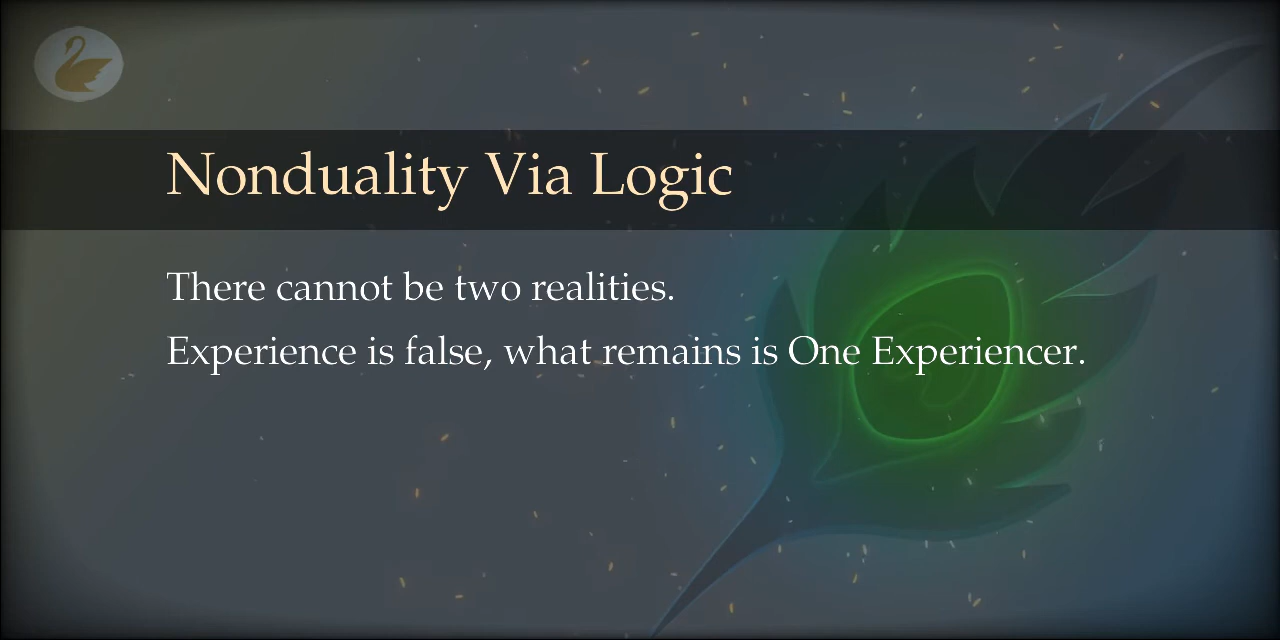 Nonduality Via Logic
There cannot be two realities.
Experience is false, what remains is One Experiencer.